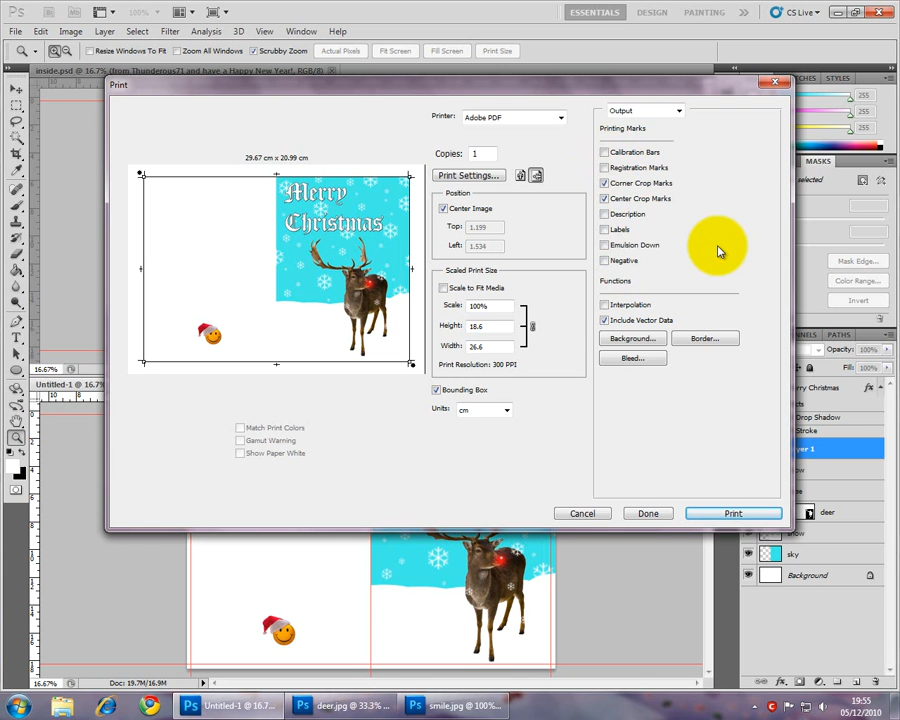 Ps 100% ESSENTIALS DESIGN PAINTING CS Live
File Edit Image Layer Select Filter Analysis 3D View Window Help
Resize Windows To Fit Zoom All Windows Scrubby Zoom Actual Pixels Fit Screen Fill Screen Print Size
inside.psd @ 16.7% (from Thunderous71 and have a Happy New Year!, RGB/8)
STYLES
255
255
255
MASKS
selected
Mask Edge...
Color Range...
Invert
PATHS
Opacity: 100%
Fill: 100%
erry Christmas fx
Drop Shadow
Stroke
yer 1
deer
sky
Background
Print
29.67 cm x 20.99 cm
Merry
Christmas
Printer: Adobe PDF
Copies: 1
Print Settings...
Position
Center Image
Top: 1.199
Left: 1.534
Scaled Print Size
Scale to Fit Media
Scale: 100%
Height: 18.6
Width: 26.6
Print Resolution: 300 PPI
Bounding Box
Units: cm
Match Print Colors
Gamut Warning
Show Paper White
Output
Printing Marks
Calibration Bars
Registration Marks
Corner Crop Marks
Center Crop Marks
Description
Labels
Emulsion Down
Negative
Functions
Interpolation
Include Vector Data
Background... Border...
Bleed...
Cancel Done Print
16.67%
Untitled-1 @ 16.7%
16.67% Doc: 19.7M/16.9M
Untitled-1 @ 16.7... deer.jpg @ 33.3% ... smile.jpg @ 100%...
19:55
05/12/2010